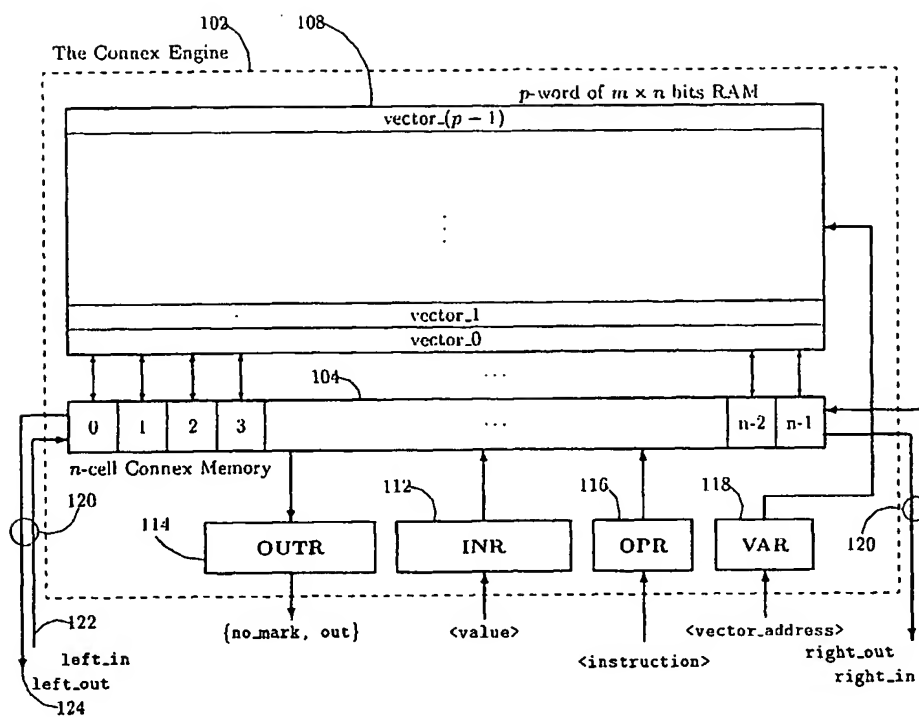 102
108
The Connex Engine
p-word of m × n bits RAM
vector_(p − 1)
⋮
vector_1
vector_0
104
...
0 1 2 3 ... n-2 n-1
n-cell Connex Memory
120
114
112
116
118
120
OUTR INR OPR VAR
122
{no_mark, out}
<value>
<instruction>
<vector_address>
left_in
left_out
right_out
right_in
124